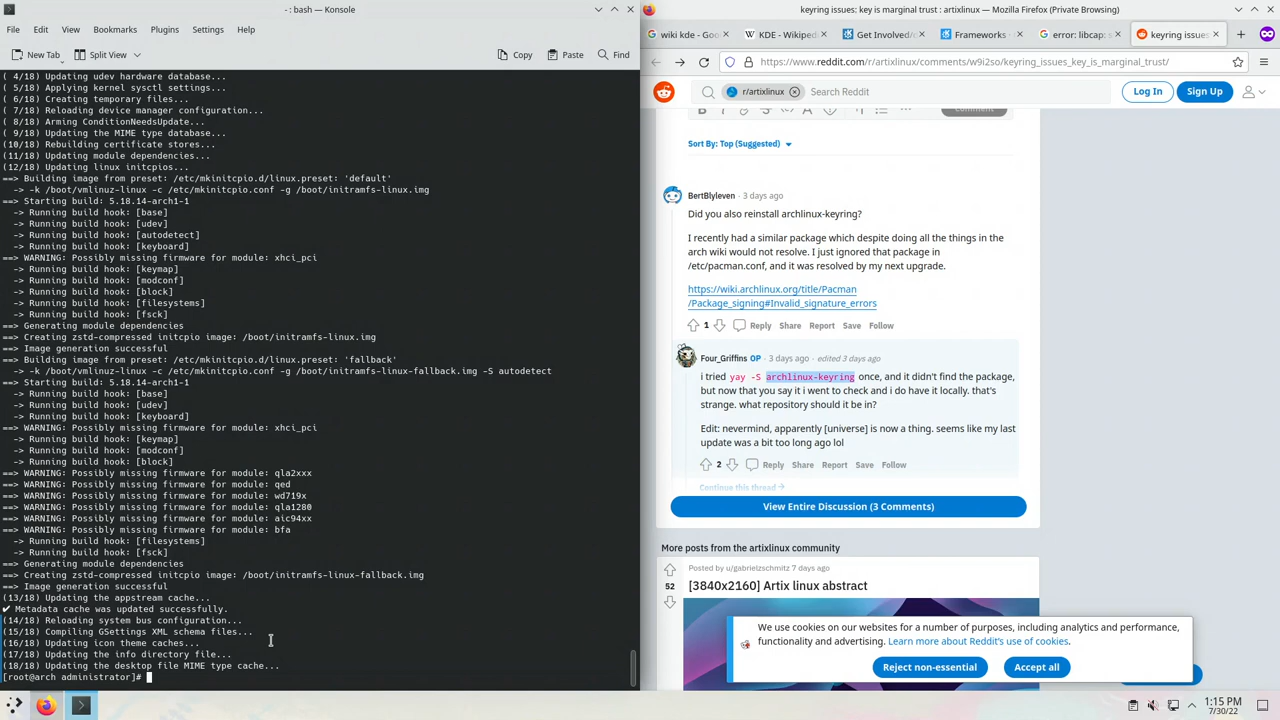 - : bash — Konsole
File Edit View Bookmarks Plugins Settings Help
New Tab Split View Copy Paste Find
( 4/18) Updating udev hardware database...
( 5/18) Applying kernel sysctl settings...
( 6/18) Creating temporary files...
( 7/18) Reloading device manager configuration...
( 8/18) Arming ConditionNeedsUpdate...
( 9/18) Updating the MIME type database...
(10/18) Rebuilding certificate stores...
(11/18) Updating module dependencies...
(12/18) Updating linux initcpios...
==> Building image from preset: /etc/mkinitcpio.d/linux.preset: 'default'
-> -k /boot/vmlinuz-linux -c /etc/mkinitcpio.conf -g /boot/initramfs-linux.img
==> Starting build: 5.18.14-arch1-1
-> Running build hook: [base]
-> Running build hook: [udev]
-> Running build hook: [autodetect]
-> Running build hook: [keyboard]
==> WARNING: Possibly missing firmware for module: xhci_pci
-> Running build hook: [keymap]
-> Running build hook: [modconf]
-> Running build hook: [block]
-> Running build hook: [filesystems]
-> Running build hook: [fsck]
==> Generating module dependencies
==> Creating zstd-compressed initcpio image: /boot/initramfs-linux.img
==> Image generation successful
==> Building image from preset: /etc/mkinitcpio.d/linux.preset: 'fallback'
-> -k /boot/vmlinuz-linux -c /etc/mkinitcpio.conf -g /boot/initramfs-linux-fallback.img -S autodetect
==> Starting build: 5.18.14-arch1-1
-> Running build hook: [base]
-> Running build hook: [udev]
-> Running build hook: [keyboard]
==> WARNING: Possibly missing firmware for module: xhci_pci
-> Running build hook: [keymap]
-> Running build hook: [modconf]
-> Running build hook: [block]
==> WARNING: Possibly missing firmware for module: qla2xxx
==> WARNING: Possibly missing firmware for module: qed
==> WARNING: Possibly missing firmware for module: wd719x
==> WARNING: Possibly missing firmware for module: qla1280
==> WARNING: Possibly missing firmware for module: aic94xx
==> WARNING: Possibly missing firmware for module: bfa
-> Running build hook: [filesystems]
-> Running build hook: [fsck]
==> Generating module dependencies
==> Creating zstd-compressed initcpio image: /boot/initramfs-linux-fallback.img
==> Image generation successful
(13/18) Updating the appstream cache...
✔ Metadata cache was updated successfully.
(14/18) Reloading system bus configuration...
(15/18) Compiling GSettings XML schema files...
(16/18) Updating icon theme caches...
(17/18) Updating the info directory file...
(18/18) Updating the desktop file MIME type cache...
[root@arch administrator]#
keyring issues: key is marginal trust : artixlinux — Mozilla Firefox (Private Browsing)
wiki kde - Goo
KDE - Wikiped
Get Involved/d
Frameworks -
error: libcap: s
keyring issues
https://www.reddit.com/r/artixlinux/comments/w9i2so/keyring_issues_key_is_marginal_trust/
r/artixlinux Search Reddit Log In Sign Up
Comment
Sort By: Top (Suggested)
BertBlyleven · 3 days ago
Did you also reinstall archlinux-keyring?
I recently had a similar package which despite doing all the things in the
arch wiki would not resolve. I just ignored that package in
/etc/pacman.conf, and it was resolved by my next upgrade.
https://wiki.archlinux.org/title/Pacman
/Package_signing#Invalid_signature_errors
1 Reply Share Report Save Follow
Four_Griffins OP · 3 days ago · edited 3 days ago
i tried yay -S archlinux-keyring once, and it didn't find the package,
but now that you say it i went to check and i do have it locally. that's
strange. what repository should it be in?
Edit: nevermind, apparently [universe] is now a thing. seems like my last
update was a bit too long ago lol
2 Reply Share Report Save Follow
Continue this thread
View Entire Discussion (3 Comments)
More posts from the artixlinux community
Posted by u/gabrielzschmitz 7 days ago
52
[3840x2160] Artix linux abstract
We use cookies on our websites for a number of purposes, including analytics and performance,
functionality and advertising. Learn more about Reddit's use of cookies.
Reject non-essential Accept all
1:15 PM
7/30/22